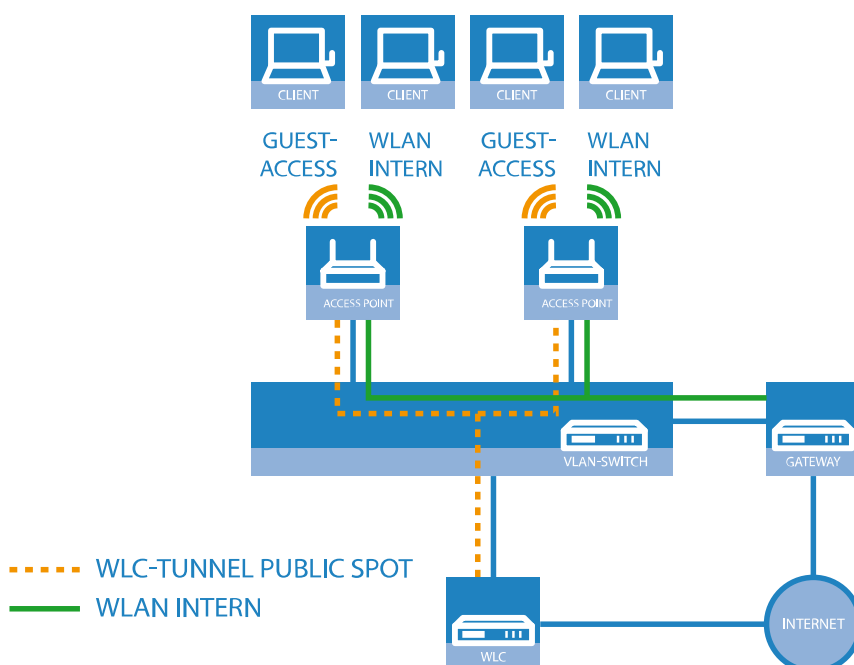 CLIENT
CLIENT
CLIENT
CLIENT
GUEST-
ACCESS
WLAN
INTERN
GUEST-
ACCESS
WLAN
INTERN
ACCESS POINT
ACCESS POINT
VLAN-SWITCH
GATEWAY
WLC-TUNNEL PUBLIC SPOT
WLAN INTERN
INTERNET
WLC